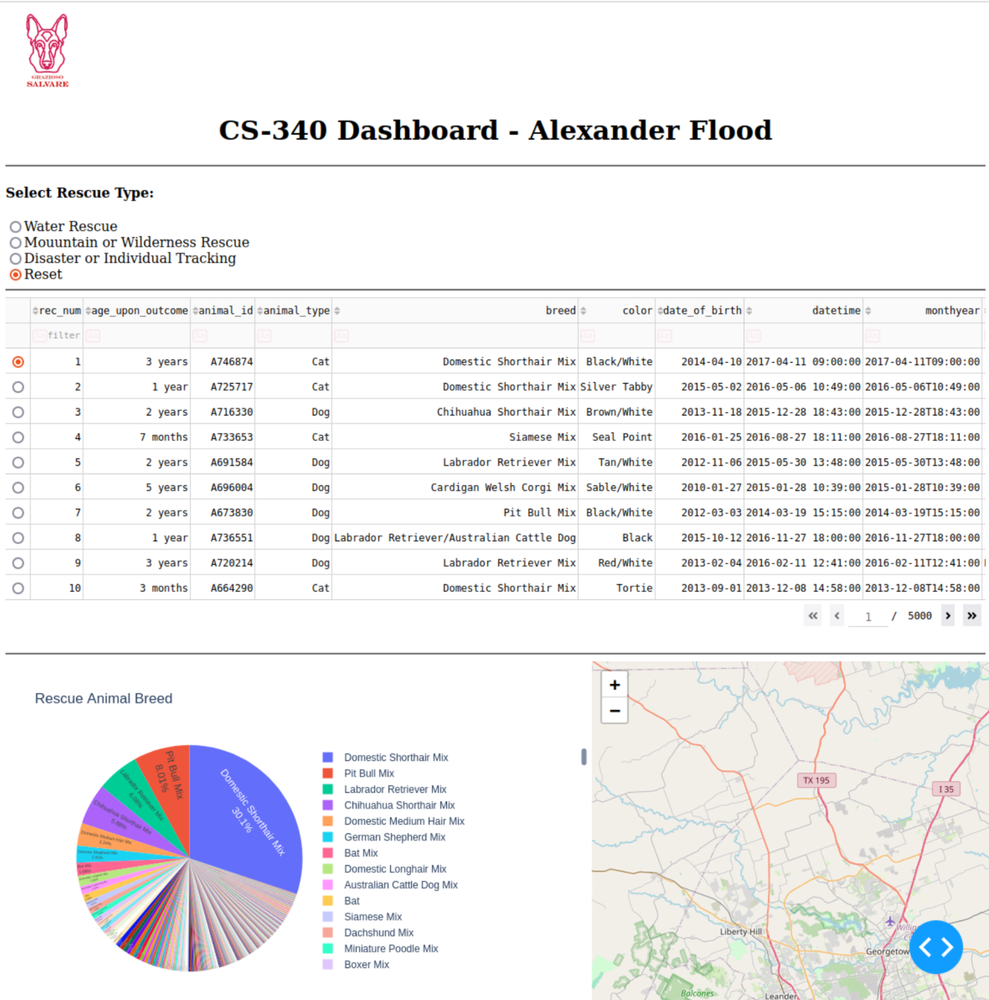 GRAZIOSO
SALVARE
CS-340 Dashboard - Alexander Flood
Select Rescue Type:
Water Rescue
Mouuntain or Wilderness Rescue
Disaster or Individual Tracking
Reset
rec_num age_upon_outcome animal_id animal_type breed color date_of_birth datetime monthyear
Aa filter Aa Aa Aa Aa Aa Aa Aa Aa
1 3 years A746874 Cat Domestic Shorthair Mix Black/White 2014-04-10 2017-04-11 09:00:00 2017-04-11T09:00:00
2 1 year A725717 Cat Domestic Shorthair Mix Silver Tabby 2015-05-02 2016-05-06 10:49:00 2016-05-06T10:49:00
3 2 years A716330 Dog Chihuahua Shorthair Mix Brown/White 2013-11-18 2015-12-28 18:43:00 2015-12-28T18:43:00
4 7 months A733653 Cat Siamese Mix Seal Point 2016-01-25 2016-08-27 18:11:00 2016-08-27T18:11:00
5 2 years A691584 Dog Labrador Retriever Mix Tan/White 2012-11-06 2015-05-30 13:48:00 2015-05-30T13:48:00
6 5 years A696004 Dog Cardigan Welsh Corgi Mix Sable/White 2010-01-27 2015-01-28 10:39:00 2015-01-28T10:39:00
7 2 years A673830 Dog Pit Bull Mix Black/White 2012-03-03 2014-03-19 15:15:00 2014-03-19T15:15:00
8 1 year A736551 Dog Labrador Retriever/Australian Cattle Dog Black 2015-10-12 2016-11-27 18:00:00 2016-11-27T18:00:00
9 3 years A720214 Dog Labrador Retriever Mix Red/White 2013-02-04 2016-02-11 12:41:00 2016-02-11T12:41:00
10 3 months A664290 Cat Domestic Shorthair Mix Tortie 2013-09-01 2013-12-08 14:58:00 2013-12-08T14:58:00
« ‹ 1 / 5000 › »
Rescue Animal Breed
Domestic Shorthair Mix
30.1%
Pit Bull Mix
8.01%
Labrador Retriever Mix
Chihuahua Shorthair Mix
Domestic Medium Hair Mix
German Shepherd Mix
Bat Mix
Domestic Shorthair Mix
Pit Bull Mix
Labrador Retriever Mix
Chihuahua Shorthair Mix
Domestic Medium Hair Mix
German Shepherd Mix
Bat Mix
Domestic Longhair Mix
Australian Cattle Dog Mix
Bat
Siamese Mix
Dachshund Mix
Miniature Poodle Mix
Boxer Mix
+
−
TX 195
I 35
Liberty Hill
Georgetow
Balcones
Leander